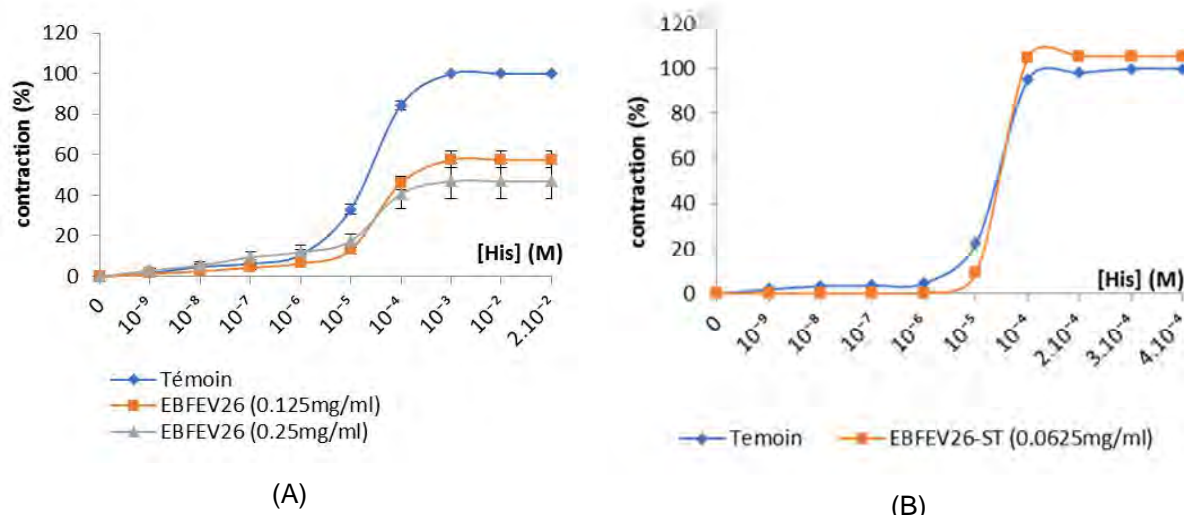 120
100
80
60
40
20
0
contraction (%)
[His] (M)
0 10⁻⁹ 10⁻⁸ 10⁻⁷ 10⁻⁶ 10⁻⁵ 10⁻⁴ 10⁻³ 10⁻² 2.10⁻²
Témoin
EBFEV26 (0.125mg/ml)
EBFEV26 (0.25mg/ml)
(A)
B)
120
100
80
60
40
20
0
contraction (%)
[His] (M)
0 10⁻⁹ 10⁻⁸ 10⁻⁷ 10⁻⁶ 10⁻⁵ 10⁻⁴ 2.10⁻⁴ 3.10⁻⁴ 4.10⁻⁴
Temoin EBFEV26-ST (0.0625mg/ml)
(B)